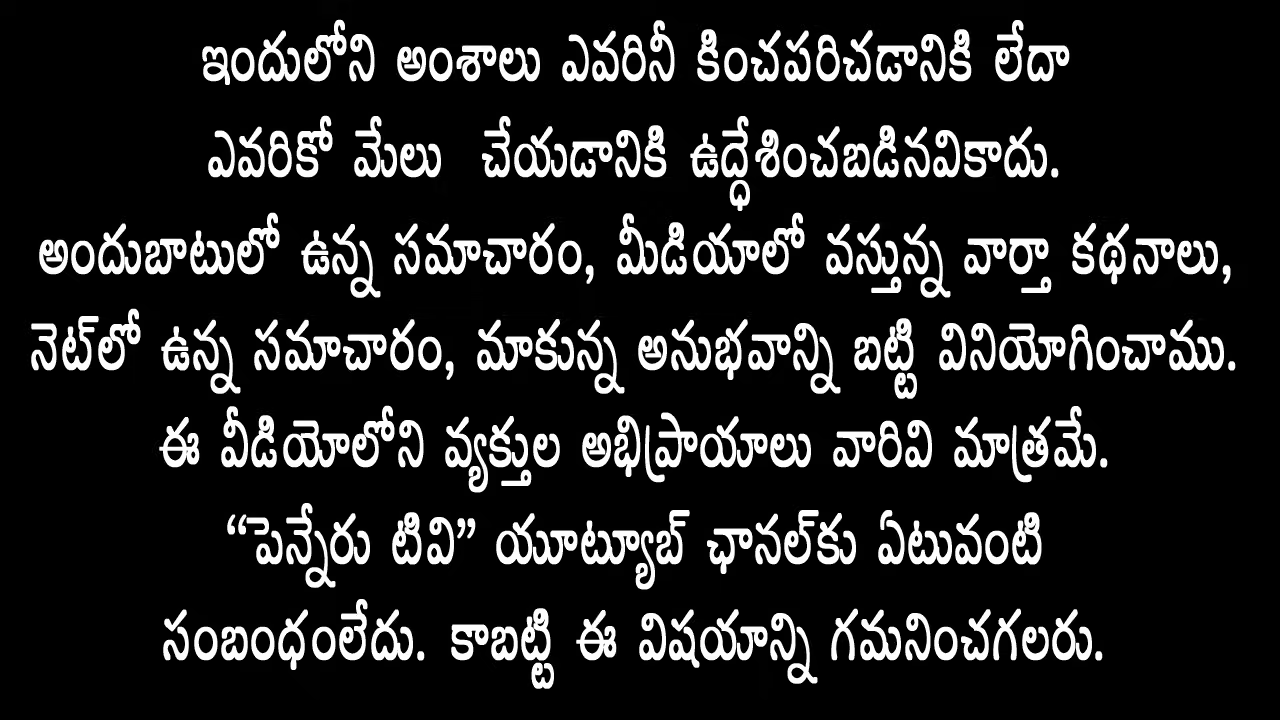 ఇందులోని అంశాలు ఎవరినీ కించపరిచడానికి లేదా
ఎవరికో మేలు చేయడానికి ఉద్ధేశించబడినవికాదు.
అందుబాటులో ఉన్న సమాచారం, మీడియాలో వస్తున్న వార్తా కథనాలు,
నెట్‌లో ఉన్న సమాచారం, మాకున్న అనుభవాన్ని బట్టి వినియోగించాము.
ఈ వీడియోలోని వ్యక్తుల అభిప్రాయాలు వారివి మాత్రమే.
“పెన్నేరు టివి” యూట్యూబ్ ఛానల్‌కు ఏటువంటి
సంబంధంలేదు. కాబట్టి ఈ విషయాన్ని గమనించగలరు.